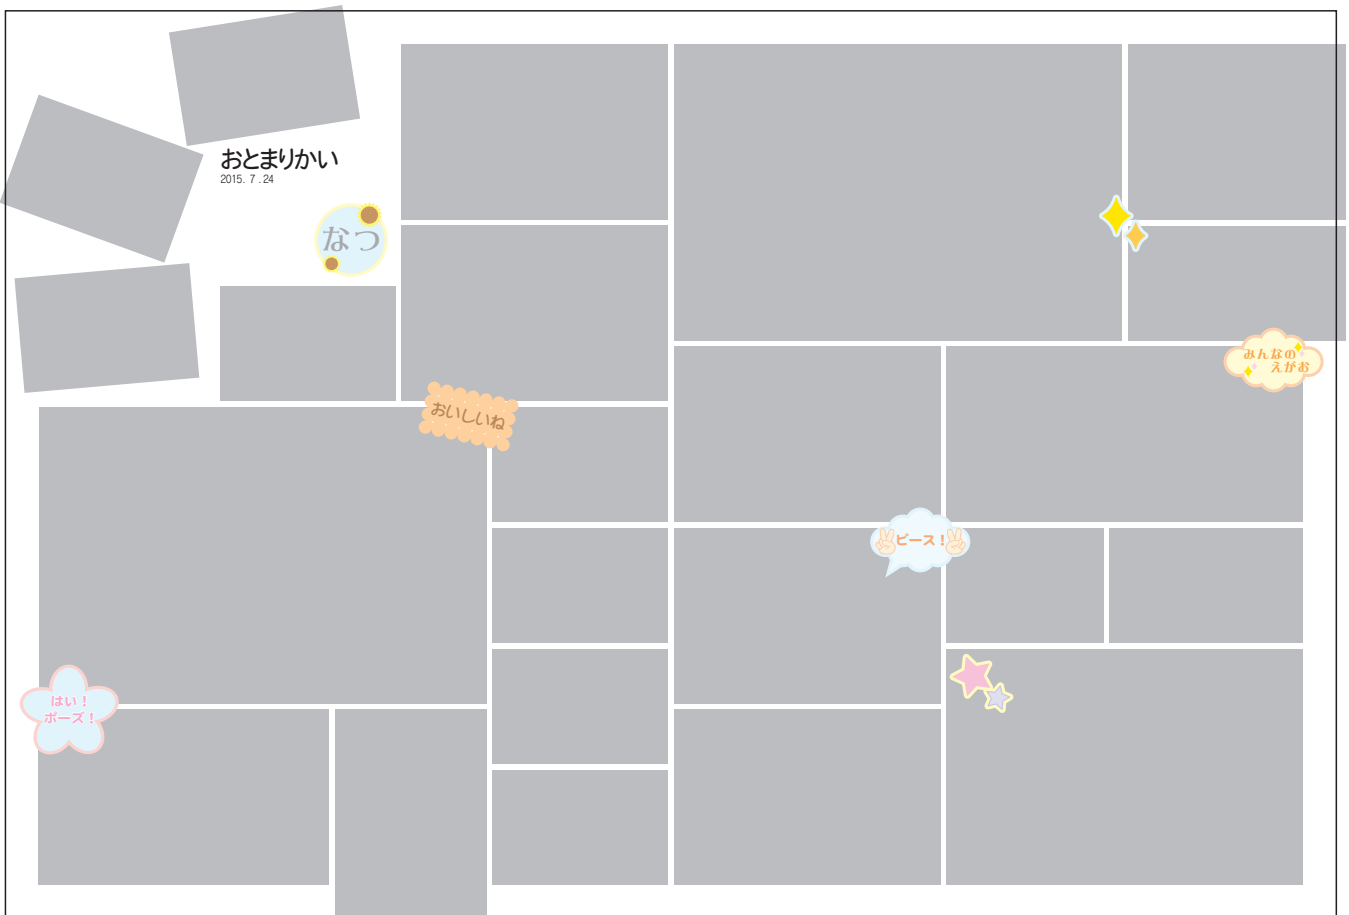 おとまりかい
2015. 7 .24
なつ
みんなの
えがお
おいしいね
ピース！
はい！
ポーズ！